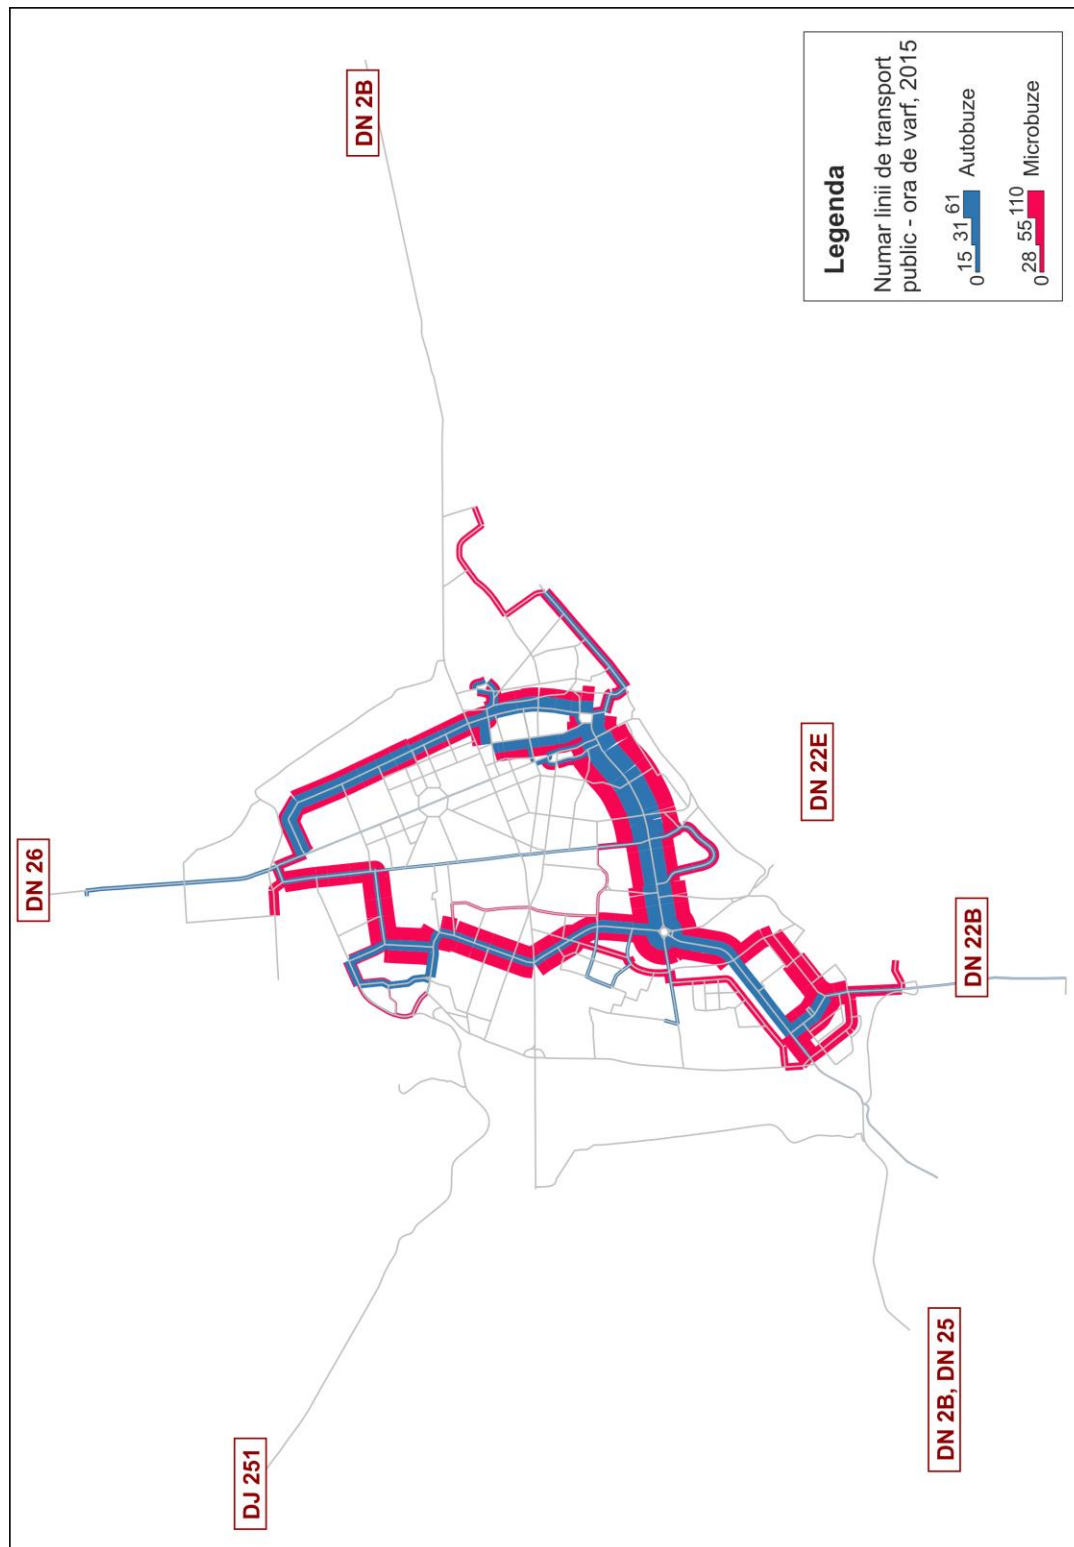 DN 2B
DN 26
DN 22E
DN 22B
DN 2B, DN 25
DJ 251
Legenda
Numar linii de transport
public - ora de varf, 2015
0 15 31 61 Autobuze
0 28 55 110 Microbuze